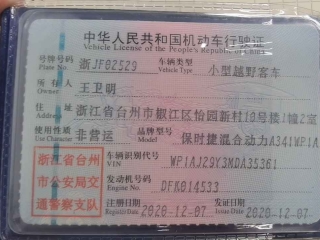 中华人民共和国机动车行驶证
Vehicle License of the People's Republic of China
号牌号码 浙JF02529 车辆类型 小型越野客车
Plate No. Vehicle Type
所有人 王卫明
Owner
住址 浙江省台州市椒江区怡园新村10号楼1幢2室
Address
使用性质 非营运 品牌型号 保时捷混合动力A341WP1A
Use Character Model
浙江省台州 车辆识别代号 WP1AJ29Y3MDA35361
VIN
市公安局交 发动机号码 DFK014533
Engine No.
通警察支队 注册日期 2020-12-07 发证日期 2020-12-07
Register Date Issue Date